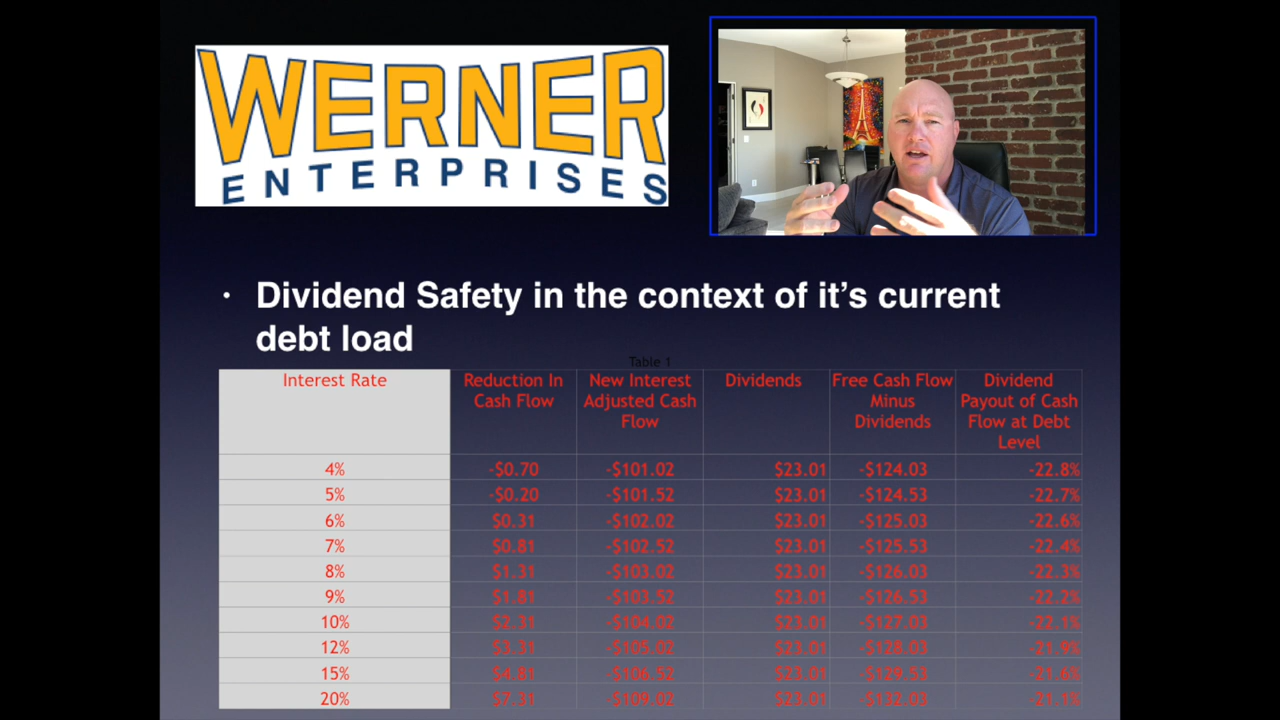 WERNER
ENTERPRISES
• Dividend Safety in the context of it’s current
debt load
Table 1
Interest Rate Reduction In Cash Flow New Interest Adjusted Cash Flow Dividends Free Cash Flow Minus Dividends Dividend Payout of Cash Flow at Debt Level
4% -$0.70 -$101.02 $23.01 -$124.03 -22.8%
5% -$0.20 -$101.52 $23.01 -$124.53 -22.7%
6% $0.31 -$102.02 $23.01 -$125.03 -22.6%
7% $0.81 -$102.52 $23.01 -$125.53 -22.4%
8% $1.31 -$103.02 $23.01 -$126.03 -22.3%
9% $1.81 -$103.52 $23.01 -$126.53 -22.2%
10% $2.31 -$104.02 $23.01 -$127.03 -22.1%
12% $3.31 -$105.02 $23.01 -$128.03 -21.9%
15% $4.81 -$106.52 $23.01 -$129.53 -21.6%
20% $7.31 -$109.02 $23.01 -$132.03 -21.1%